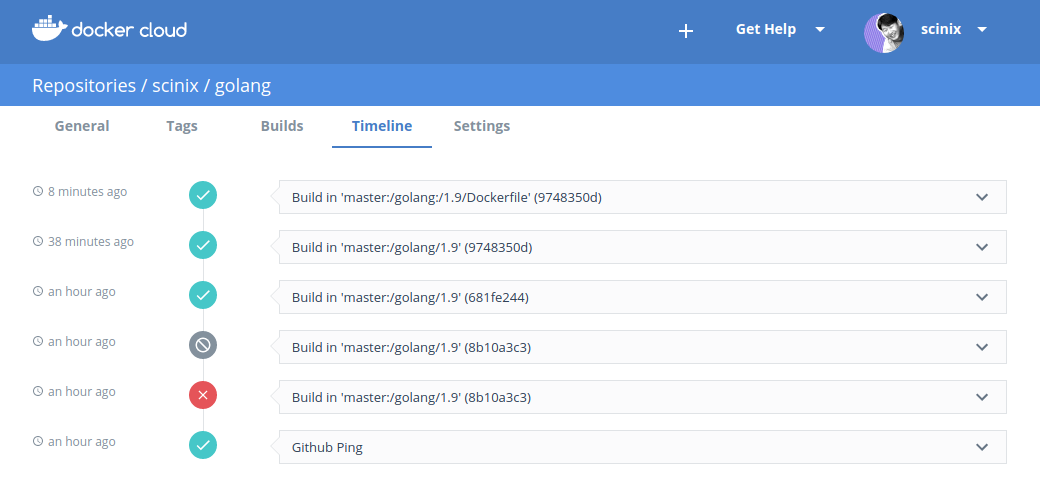 docker cloud
Get Help
scinix
Repositories / scinix / golang
General Tags Builds Timeline Settings
8 minutes ago Build in 'master:/golang:/1.9/Dockerfile' (9748350d)
38 minutes ago Build in 'master:/golang/1.9' (9748350d)
an hour ago Build in 'master:/golang/1.9' (681fe244)
an hour ago Build in 'master:/golang/1.9' (8b10a3c3)
an hour ago Build in 'master:/golang/1.9' (8b10a3c3)
an hour ago Github Ping